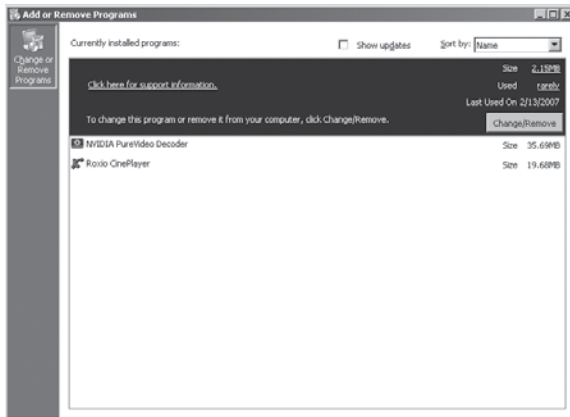 Add or Remove Programs
Change or
Remove
Programs
Currently installed programs:
Show updates
Sort by: Name
Size 2.15MB
Click here for support information.
Used rarely
Last Used On 2/13/2007
To change this program or remove it from your computer, click Change/Remove.
Change/Remove
NVIDIA PureVideo Decoder Size 35.69MB
Roxio CinePlayer Size 19.68MB